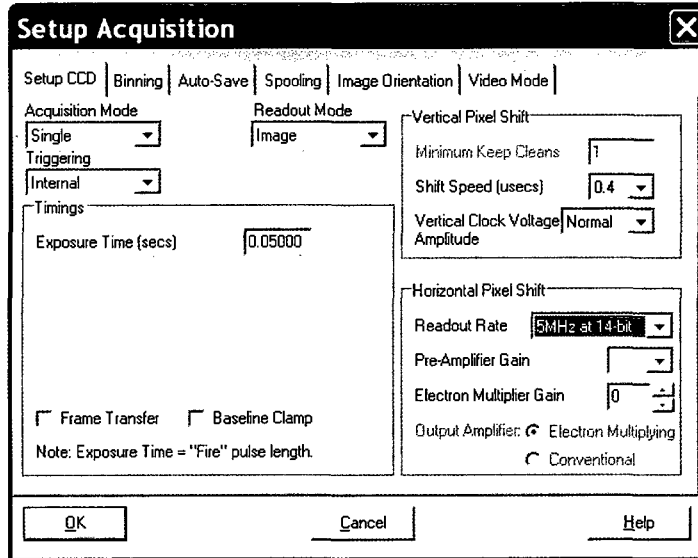 Setup Acquisition
Setup CCD Binning Auto-Save Spooling Image Orientation Video Mode
Acquisition Mode
Single
Readout Mode
Image
Triggering
Internal
Timings
Exposure Time (secs) 0.05000
Frame Transfer Baseline Clamp
Note: Exposure Time = "Fire" pulse length.
Vertical Pixel Shift
Minimum Keep Cleans 1
Shift Speed (usecs) 0.4
Vertical Clock Voltage Normal
Amplitude
Horizontal Pixel Shift
Readout Rate 5MHz at 14-bit
Pre-Amplifier Gain
Electron Multiplier Gain 0
Output Amplifier: Electron Multiplying
Conventional
OK Cancel Help